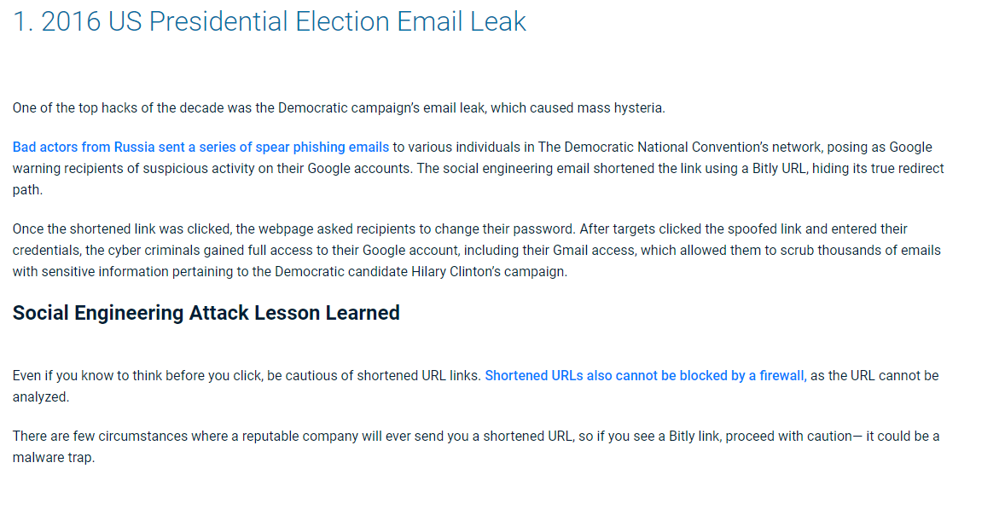 1. 2016 US Presidential Election Email Leak
One of the top hacks of the decade was the Democratic campaign’s email leak, which caused mass hysteria.
Bad actors from Russia sent a series of spear phishing emails to various individuals in The Democratic National Convention’s network, posing as Google
warning recipients of suspicious activity on their Google accounts. The social engineering email shortened the link using a Bitly URL, hiding its true redirect
path.
Once the shortened link was clicked, the webpage asked recipients to change their password. After targets clicked the spoofed link and entered their
credentials, the cyber criminals gained full access to their Google account, including their Gmail access, which allowed them to scrub thousands of emails
with sensitive information pertaining to the Democratic candidate Hilary Clinton’s campaign.
Social Engineering Attack Lesson Learned
Even if you know to think before you click, be cautious of shortened URL links. Shortened URLs also cannot be blocked by a firewall, as the URL cannot be
analyzed.
There are few circumstances where a reputable company will ever send you a shortened URL, so if you see a Bitly link, proceed with caution— it could be a
malware trap.